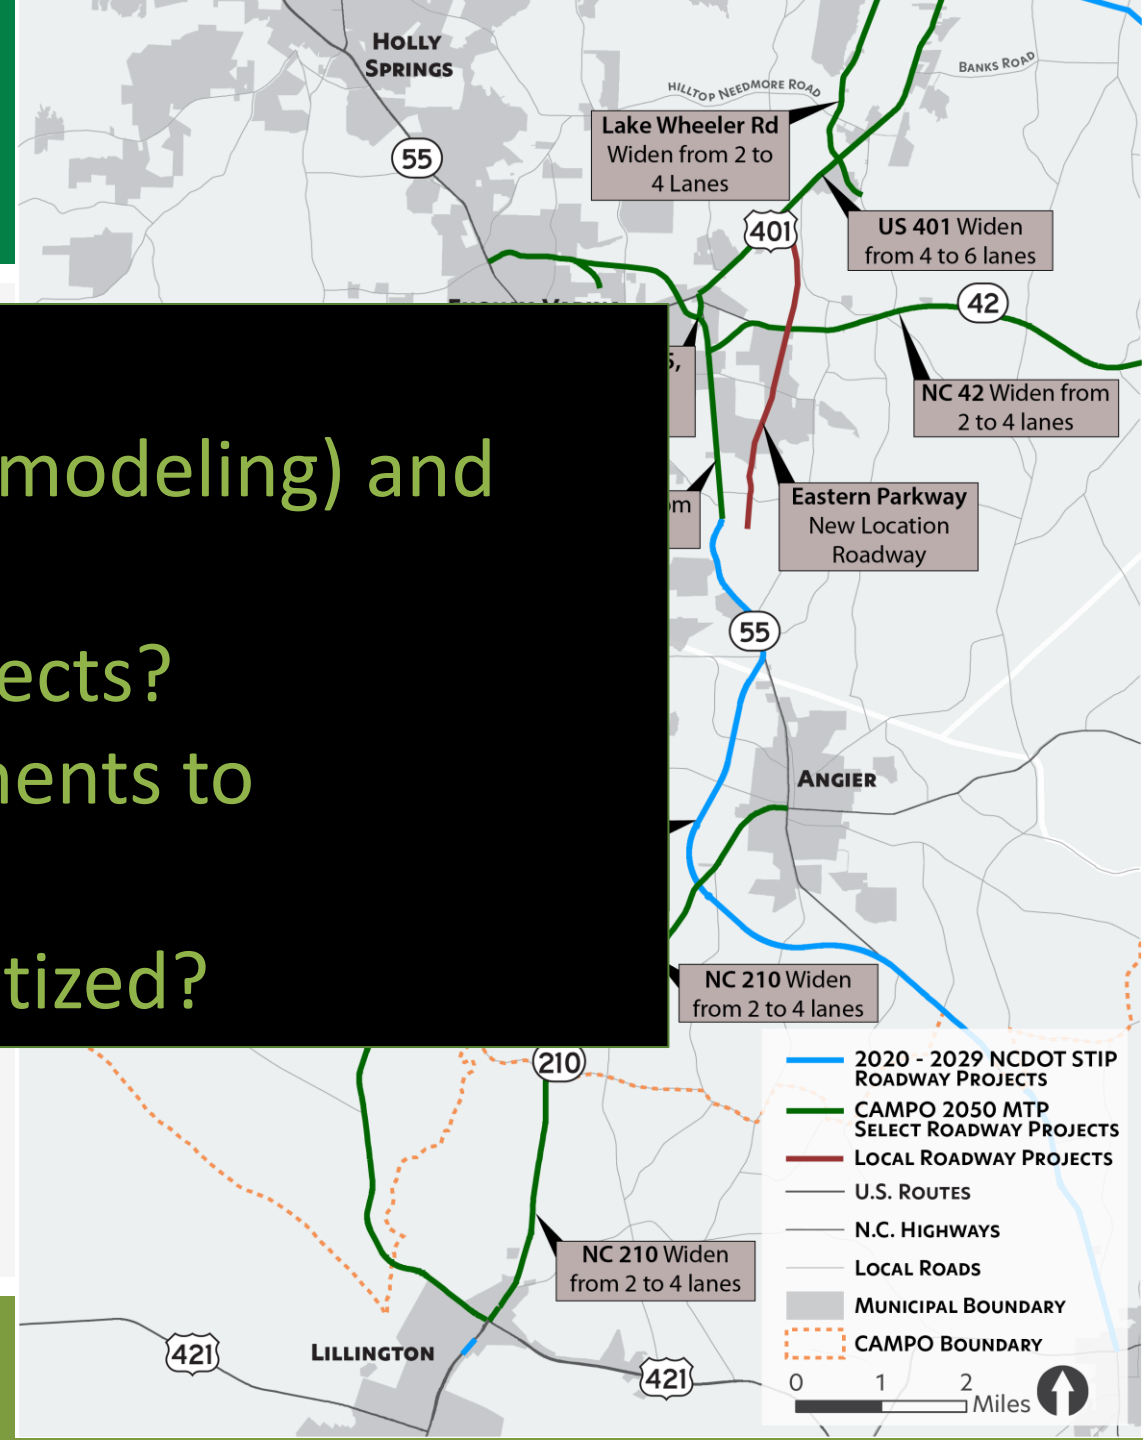 HOLLY
SPRINGS
HILLTOP NEEDMORE ROAD
BANKS ROAD
Lake Wheeler Rd
Widen from 2 to
4 Lanes
55
401
US 401 Widen
from 4 to 6 lanes
42
NC 42 Widen from
2 to 4 lanes
modeling) and
Eastern Parkway
New Location
Roadway
55
ects?
ents to
ANGIER
tized?
NC 210 Widen
from 2 to 4 lanes
210
2020 - 2029 NCDOT STIP
ROADWAY PROJECTS
CAMPO 2050 MTP
SELECT ROADWAY PROJECTS
LOCAL ROADWAY PROJECTS
U.S. ROUTES
N.C. HIGHWAYS
LOCAL ROADS
MUNICIPAL BOUNDARY
CAMPO BOUNDARY
0 1 2
Miles
NC 210 Widen
from 2 to 4 lanes
421
LILLINGTON
421